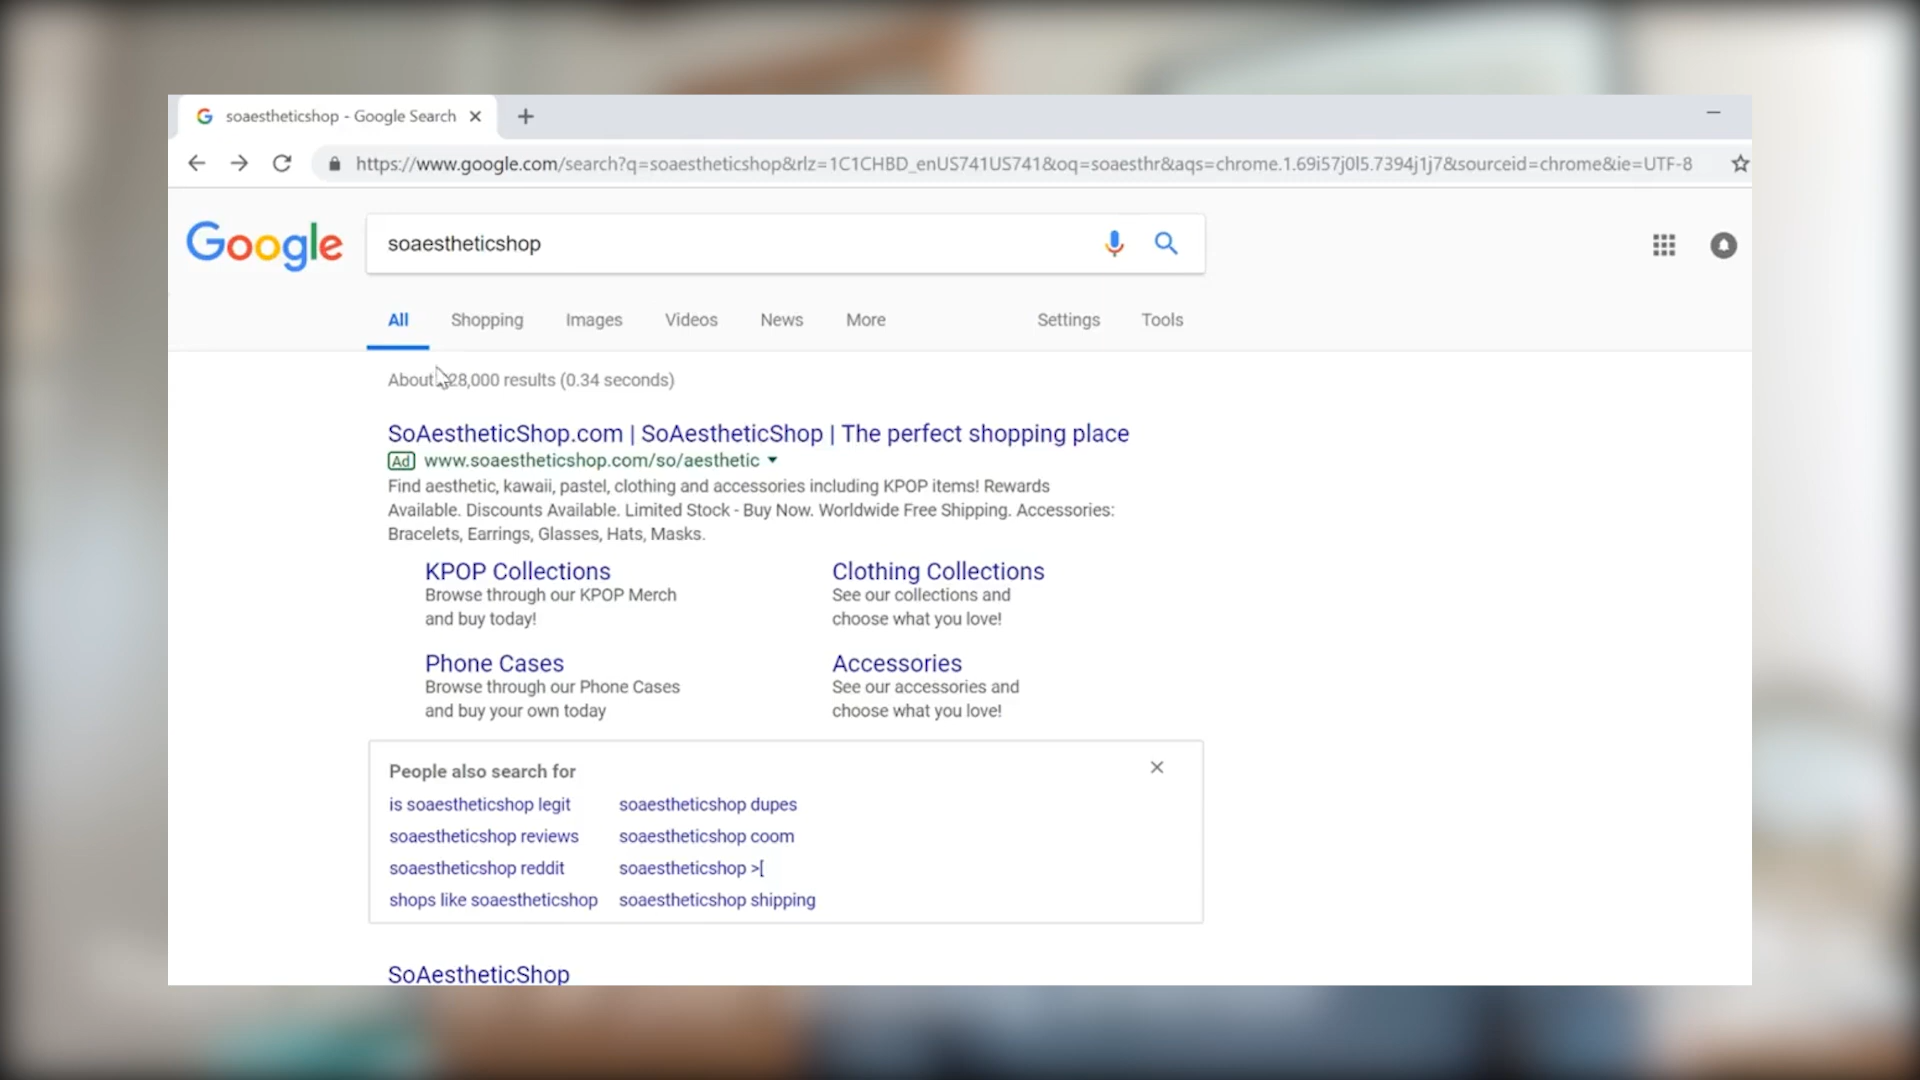 soaestheticshop - Google Search
https://www.google.com/search?q=soaestheticshop&rlz=1C1CHBD_enUS741US741&oq=soaesthr&aqs=chrome.1.69i57j0l5.7394j1j7&sourceid=chrome&ie=UTF-8
Google
soaestheticshop
All Shopping Images Videos News More Settings Tools
About 28,000 results (0.34 seconds)
SoAestheticShop.com | SoAestheticShop | The perfect shopping place
Ad www.soaestheticshop.com/so/aesthetic
Find aesthetic, kawaii, pastel, clothing and accessories including KPOP items! Rewards
Available. Discounts Available. Limited Stock - Buy Now. Worldwide Free Shipping. Accessories:
Bracelets, Earrings, Glasses, Hats, Masks.
KPOP Collections
Browse through our KPOP Merch
and buy today!
Clothing Collections
See our collections and
choose what you love!
Phone Cases
Browse through our Phone Cases
and buy your own today
Accessories
See our accessories and
choose what you love!
People also search for
is soaestheticshop legit
soaestheticshop dupes
soaestheticshop reviews
soaestheticshop coom
soaestheticshop reddit
soaestheticshop >[
shops like soaestheticshop
soaestheticshop shipping
SoAestheticShop